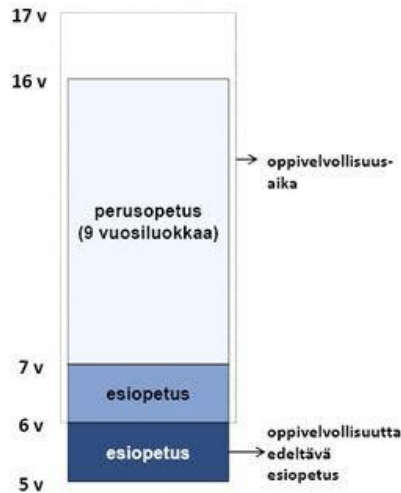 17 v
16 v
oppivelvollisuus-
aika
perusopetus
(9 vuosiluokkaa)
7 v
esiopetus
6 v
oppivelvollisuutta
edeltävä
esiopetus
esiopetus
5 v